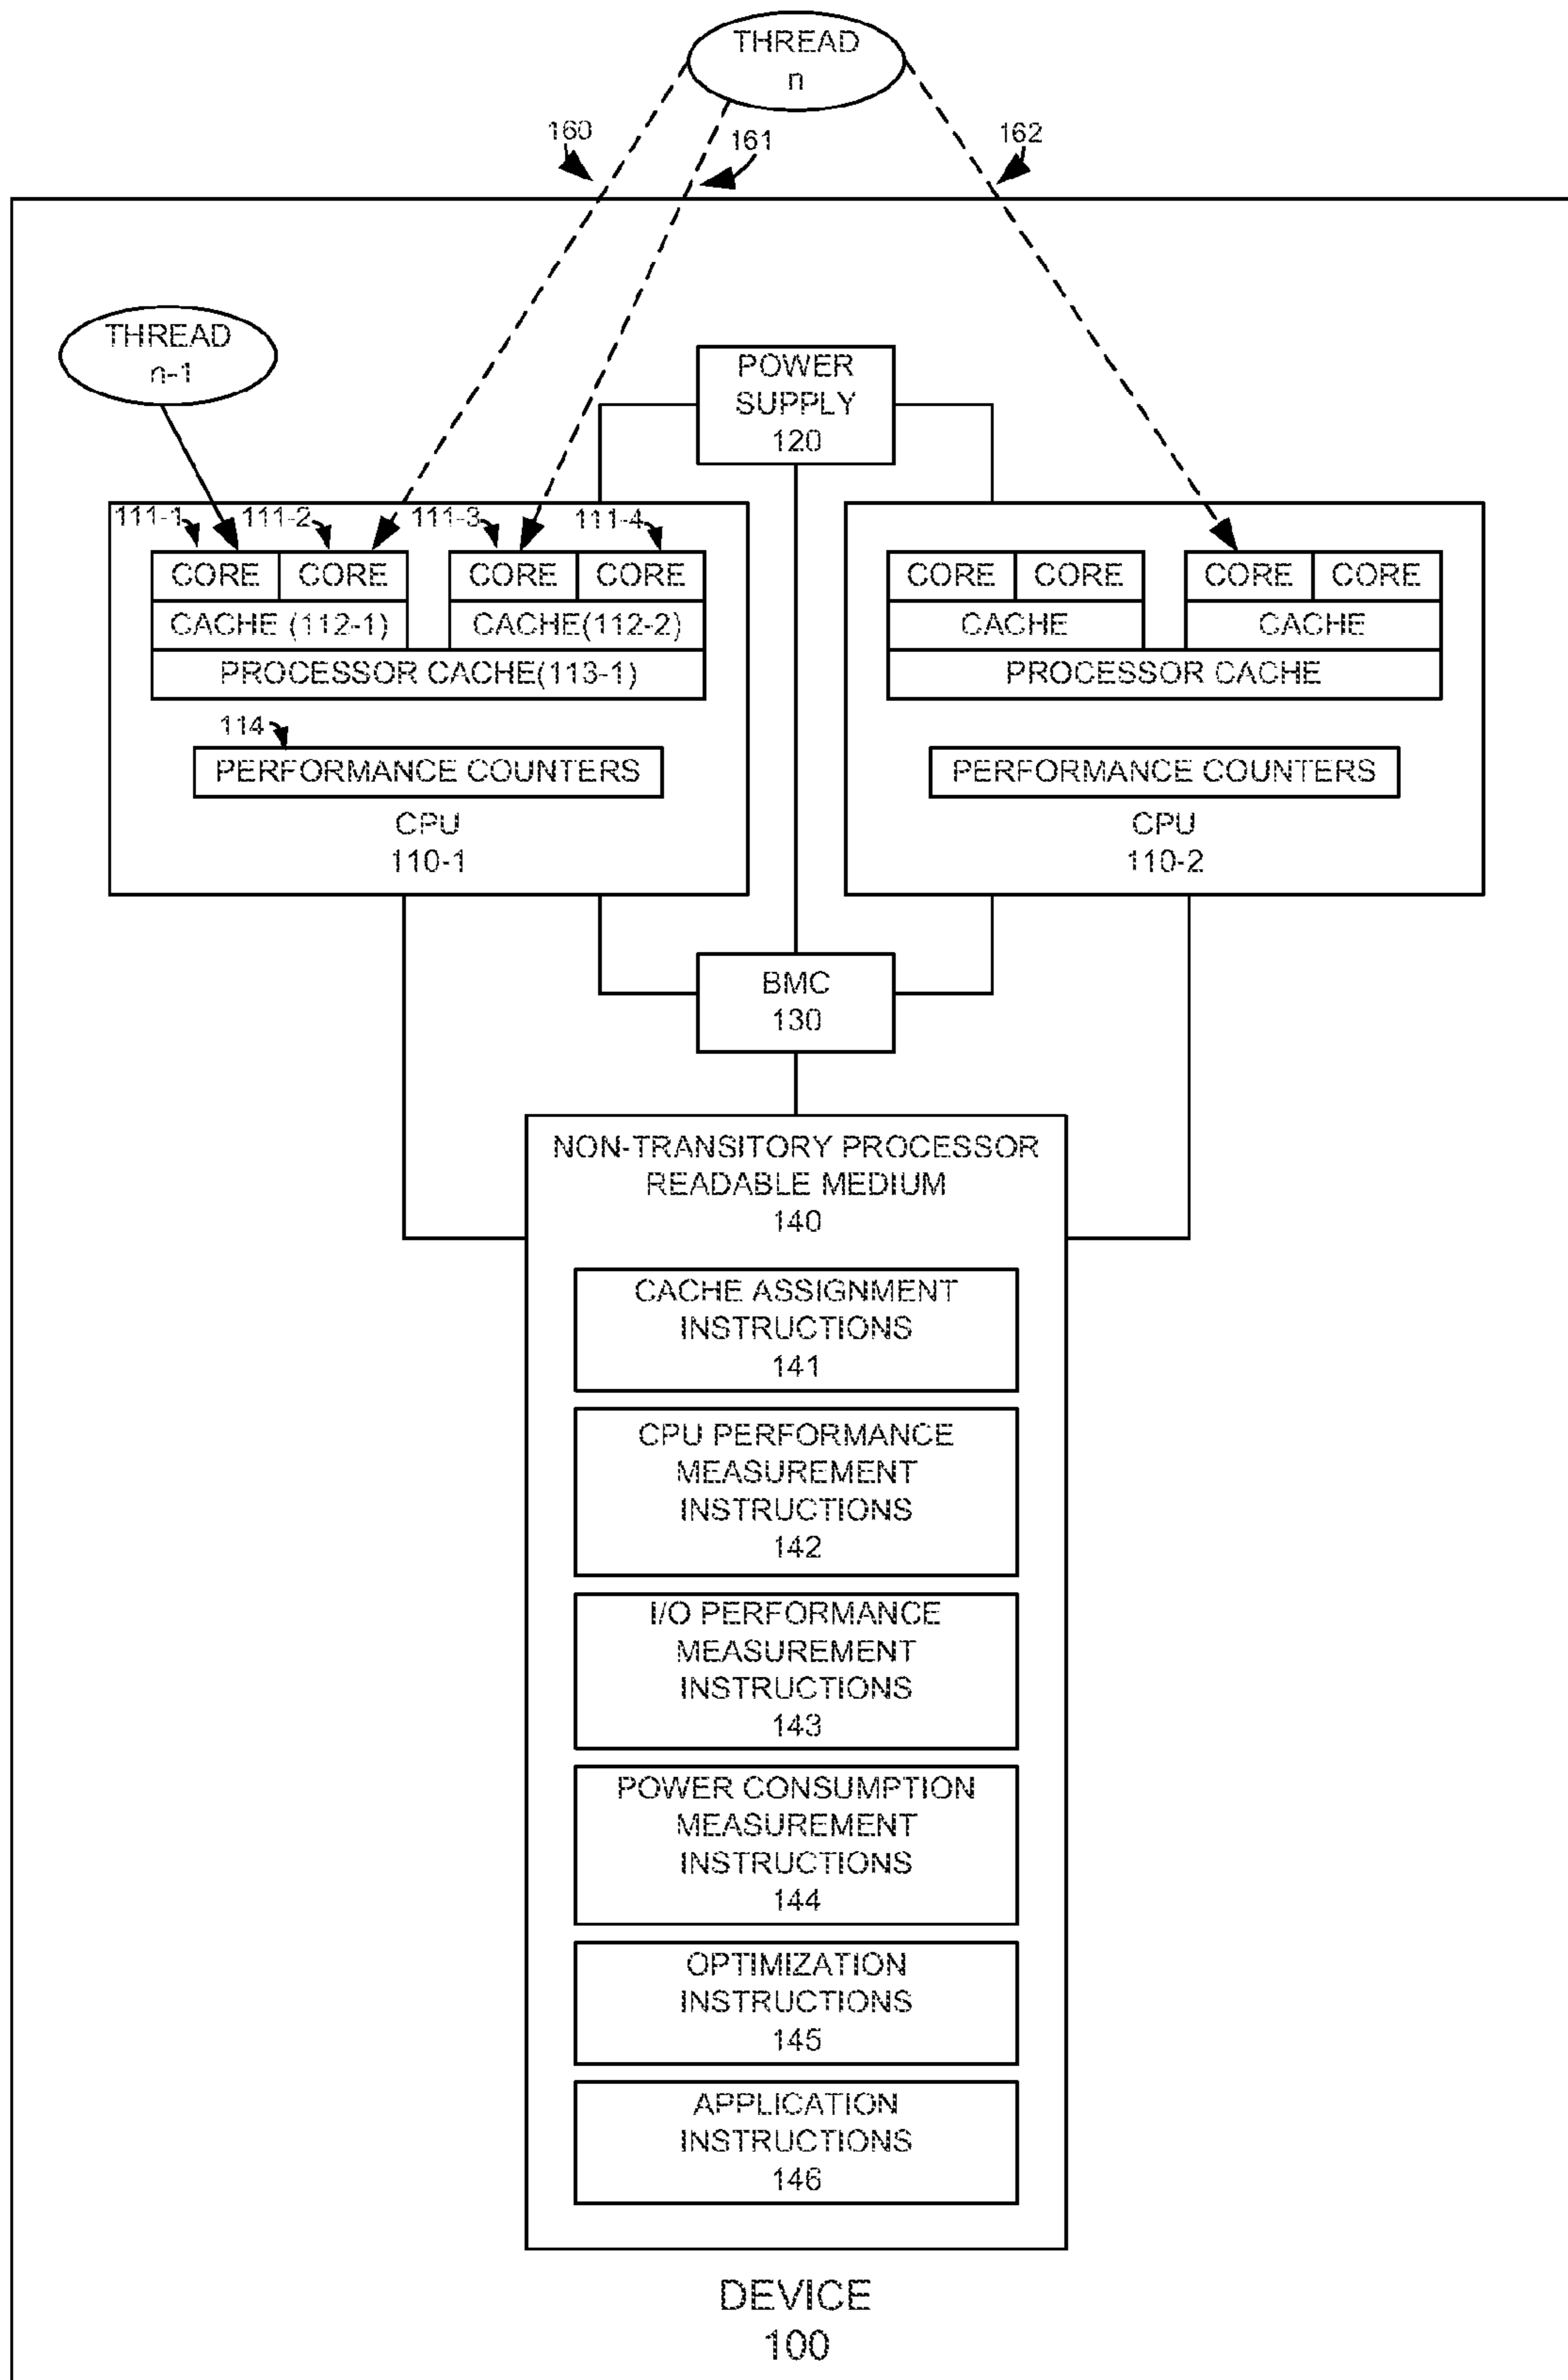 THREAD
n
160
161
162
THREAD
n-1
POWER
SUPPLY
120
111-1
111-2
111-3
111-4
CORE
CORE
CORE
CORE
CACHE (112-1)
CACHE(112-2)
PROCESSOR CACHE(113-1)
114
PERFORMANCE COUNTERS
CPU
110-1
CORE
CORE
CORE
CORE
CACHE
CACHE
PROCESSOR CACHE
PERFORMANCE COUNTERS
CPU
110-2
BMC
130
NON-TRANSITORY PROCESSOR
READABLE MEDIUM
140
CACHE ASSIGNMENT
INSTRUCTIONS
141
CPU PERFORMANCE
MEASUREMENT
INSTRUCTIONS
142
I/O PERFORMANCE
MEASUREMENT
INSTRUCTIONS
143
POWER CONSUMPTION
MEASUREMENT
INSTRUCTIONS
144
OPTIMIZATION
INSTRUCTIONS
145
APPLICATION
INSTRUCTIONS
146
DEVICE
100